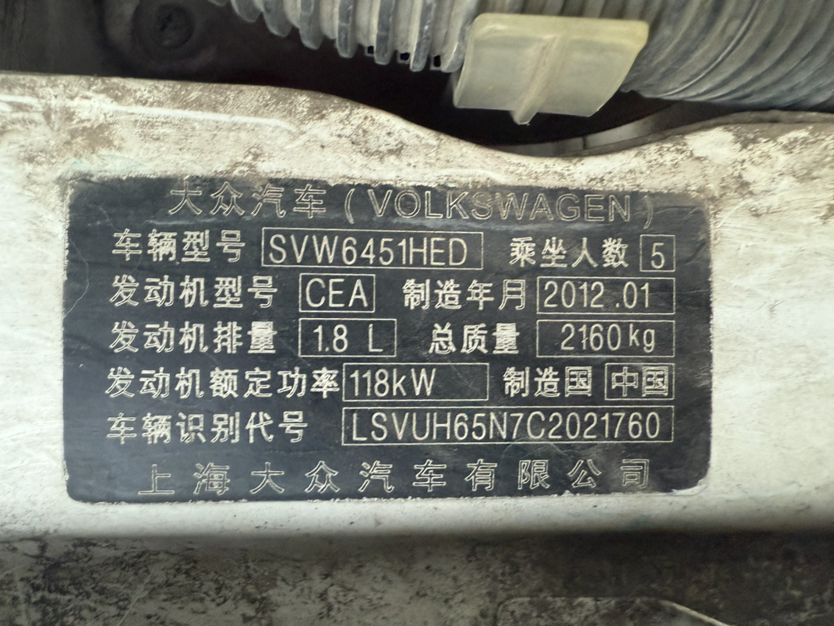 大众汽车(VOLKSWAGEN)
车辆型号 SVW6451HED 乘坐人数 5
发动机型号 CEA 制造年月 2012.01
发动机排量 1.8 L 总质量 2160kg
发动机额定功率 118kW 制造国 中国
车辆识别代号 LSVUH65N7C2021760
上海大众汽车有限公司